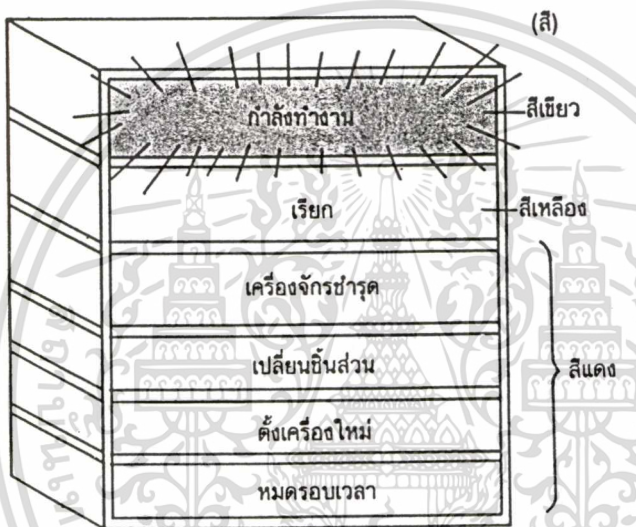 (สี)
กำลังทำงาน
สีเขียว
เรียก
สีเหลือง
เครื่องจักรชำรุด
เปลี่ยนชิ้นส่วน
สีแดง
ตั้งเครื่องใหม่
หมดรอบเวลา